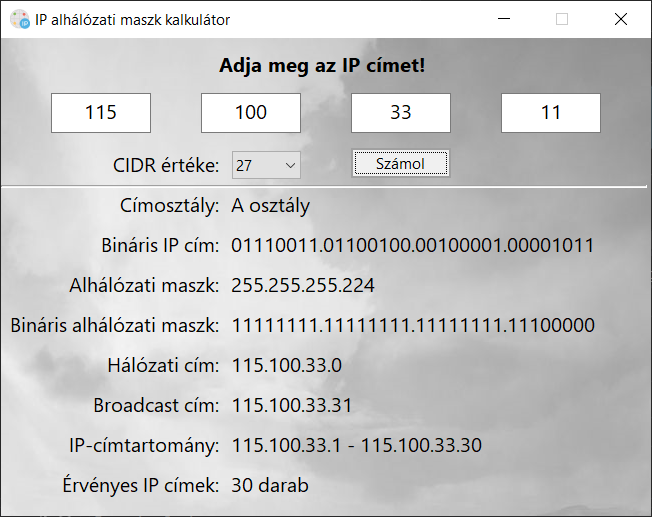 IP alhálózati maszk kalkulátor
Adja meg az IP címet!
115 100 33 11
CIDR értéke: 27 Számol
Címosztály: A osztály
Bináris IP cím: 01110011.01100100.00100001.00001011
Alhálózati maszk: 255.255.255.224
Bináris alhálózati maszk: 11111111.11111111.11111111.11100000
Hálózati cím: 115.100.33.0
Broadcast cím: 115.100.33.31
IP-címtartomány: 115.100.33.1 - 115.100.33.30
Érvényes IP címek: 30 darab